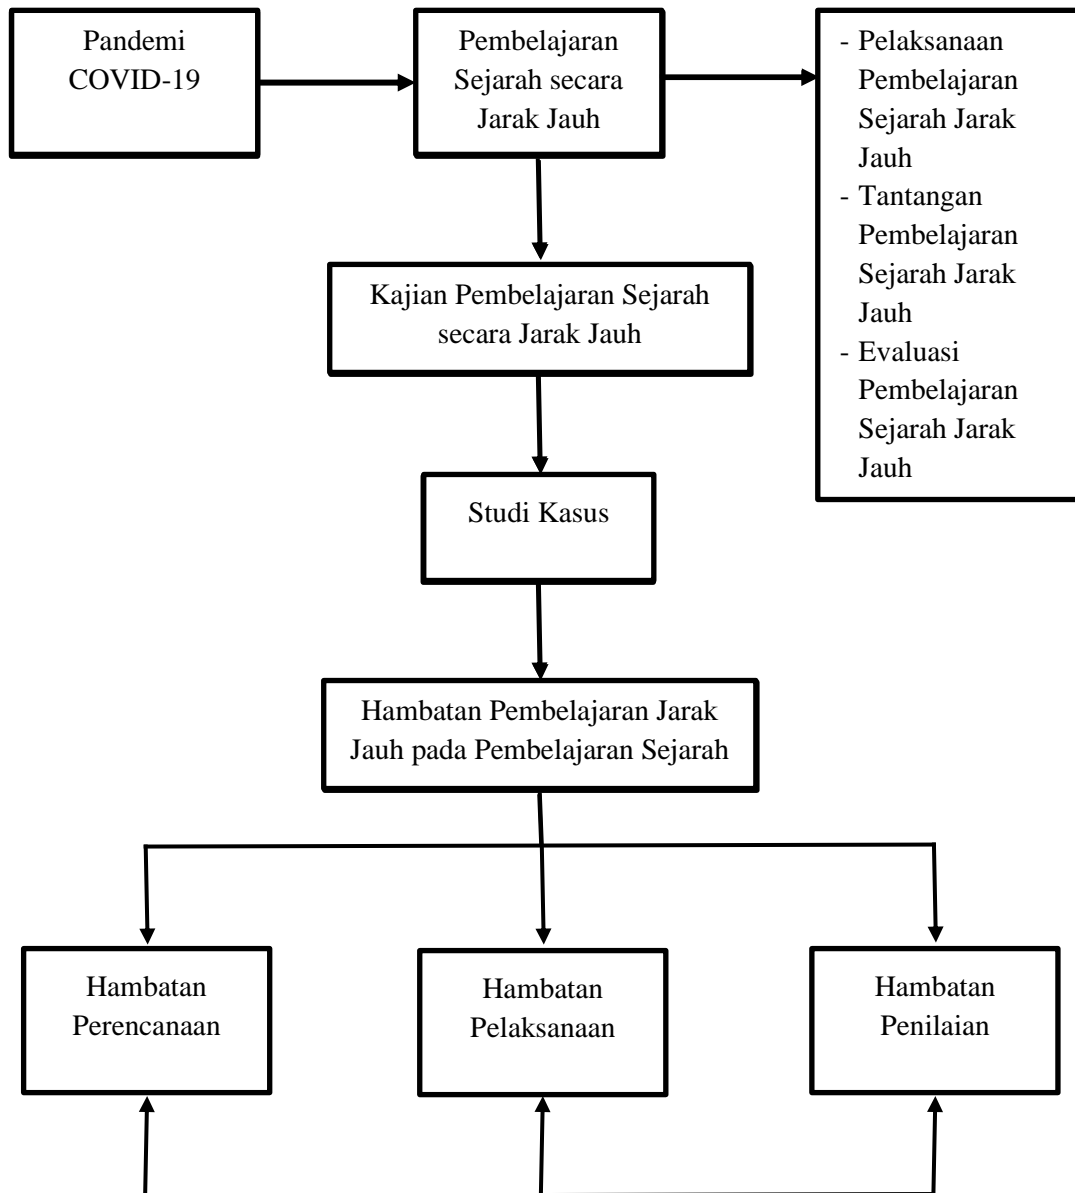 Pandemi
COVID-19
Pembelajaran
Sejarah secara
Jarak Jauh
- Pelaksanaan
Pembelajaran
Sejarah Jarak
Jauh
- Tantangan
Pembelajaran
Sejarah Jarak
Jauh
- Evaluasi
Pembelajaran
Sejarah Jarak
Jauh
Kajian Pembelajaran Sejarah
secara Jarak Jauh
Studi Kasus
Hambatan Pembelajaran Jarak
Jauh pada Pembelajaran Sejarah
Hambatan
Perencanaan
Hambatan
Pelaksanaan
Hambatan
Penilaian